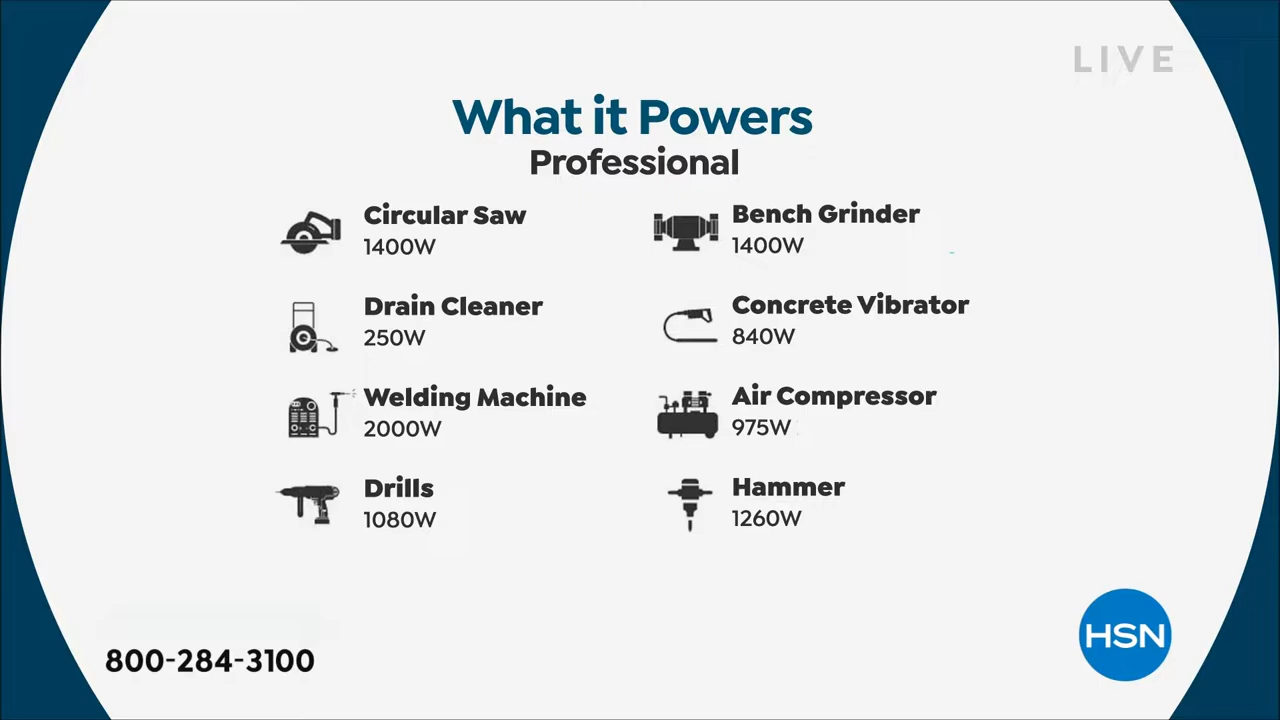 LIVE
What it Powers
Professional
Circular Saw
1400W
Bench Grinder
1400W
Drain Cleaner
250W
Concrete Vibrator
840W
Welding Machine
2000W
Air Compressor
975W
Drills
1080W
Hammer
1260W
800-284-3100
HSN